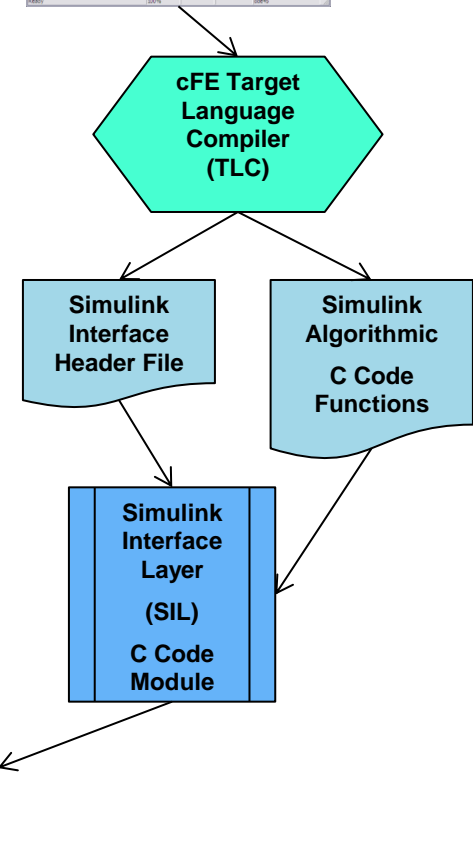 cFE Target
Language
Compiler
(TLC)
Simulink
Interface
Header File
Simulink
Algorithmic
C Code
Functions
Simulink
Interface
Layer
(SIL)
C Code
Module